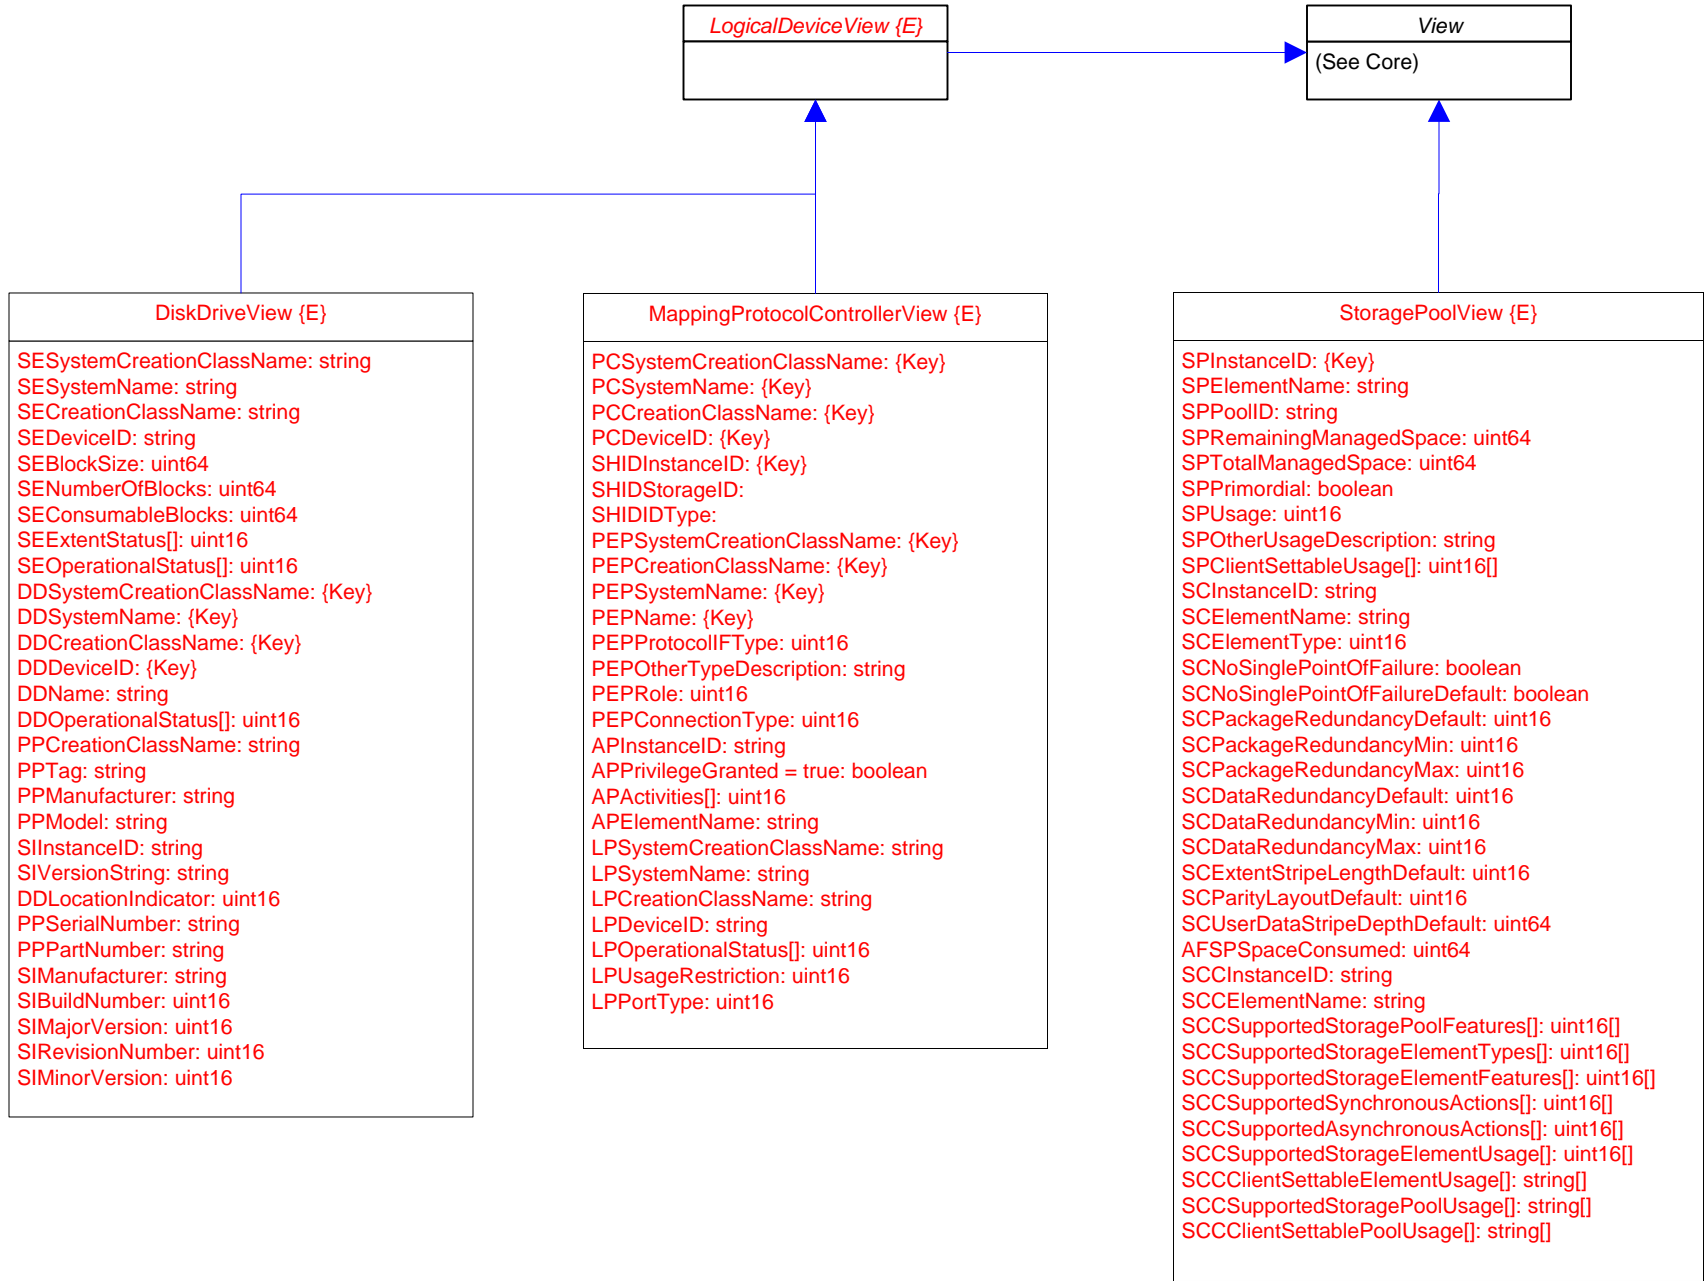 LogicalDeviceView {E}
View
(See Core)
DiskDriveView {E}
SESystemCreationClassName: string
SESystemName: string
SECreationClassName: string
SEDeviceID: string
SEBlockSize: uint64
SENumberOfBlocks: uint64
SEConsumableBlocks: uint64
SEExtentStatus[]: uint16
SEOperationalStatus[]: uint16
DDSystemCreationClassName: {Key}
DDSystemName: {Key}
DDCreationClassName: {Key}
DDDeviceID: {Key}
DDName: string
DDOperationalStatus[]: uint16
PPCreationClassName: string
PPTag: string
PPManufacturer: string
PPModel: string
SIInstanceID: string
SIVersionString: string
DDLocationIndicator: uint16
PPSerialNumber: string
PPPartNumber: string
SIManufacturer: string
SIBuildNumber: uint16
SIMajorVersion: uint16
SIRevisionNumber: uint16
SIMinorVersion: uint16
MappingProtocolControllerView {E}
PCSystemCreationClassName: {Key}
PCSystemName: {Key}
PCCreationClassName: {Key}
PCDeviceID: {Key}
SHIDInstanceID: {Key}
SHIDStorageID:
SHIDIDType:
PEPSystemCreationClassName: {Key}
PEPCreationClassName: {Key}
PEPSystemName: {Key}
PEPName: {Key}
PEPProtocolIFType: uint16
PEPOtherTypeDescription: string
PEPRole: uint16
PEPConnectionType: uint16
APInstanceID: string
APPrivilegeGranted = true: boolean
APActivities[]: uint16
APElementName: string
LPSystemCreationClassName: string
LPSystemName: string
LPCreationClassName: string
LPDeviceID: string
LPOperationalStatus[]: uint16
LPUsageRestriction: uint16
LPPortType: uint16
StoragePoolView {E}
SPInstanceID: {Key}
SPElementName: string
SPPoolID: string
SPRemainingManagedSpace: uint64
SPTotalManagedSpace: uint64
SPPrimordial: boolean
SPUsage: uint16
SPOtherUsageDescription: string
SPClientSettableUsage[]: uint16[]
SCInstanceID: string
SCElementName: string
SCElementType: uint16
SCNoSinglePointOfFailure: boolean
SCNoSinglePointOfFailureDefault: boolean
SCPackageRedundancyDefault: uint16
SCPackageRedundancyMin: uint16
SCPackageRedundancyMax: uint16
SCDataRedundancyDefault: uint16
SCDataRedundancyMin: uint16
SCDataRedundancyMax: uint16
SCExtentStripeLengthDefault: uint16
SCParityLayoutDefault: uint16
SCUserDataStripeDepthDefault: uint64
AFSPSpaceConsumed: uint64
SCCInstanceID: string
SCCElementName: string
SCCSupportedStoragePoolFeatures[]: uint16[]
SCCSupportedStorageElementTypes[]: uint16[]
SCCSupportedStorageElementFeatures[]: uint16[]
SCCSupportedSynchronousActions[]: uint16[]
SCCSupportedAsynchronousActions[]: uint16[]
SCCSupportedStorageElementUsage[]: uint16[]
SCCClientSettableElementUsage[]: string[]
SCCSupportedStoragePoolUsage[]: string[]
SCCClientSettablePoolUsage[]: string[]